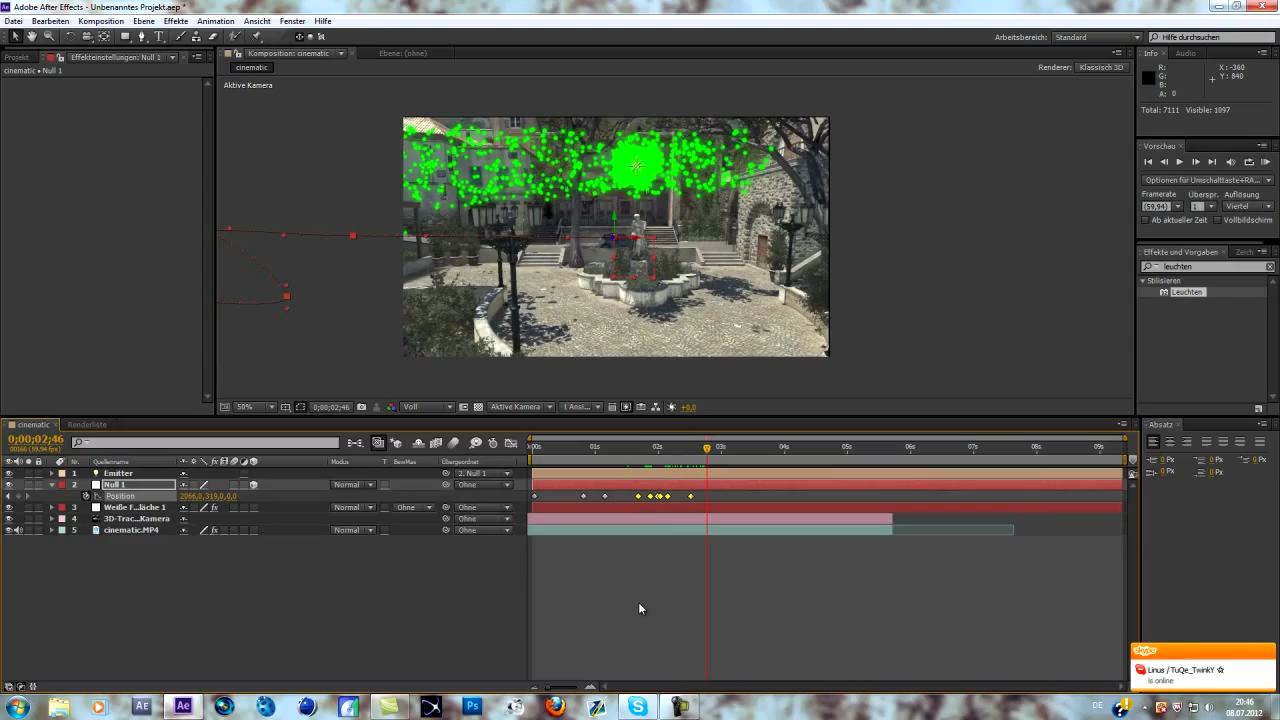 Adobe After Effects - Unbenanntes Projekt.aep *
Datei Bearbeiten Komposition Ebene Effekte Animation Ansicht Fenster Hilfe
Arbeitsbereich: Standard
Hilfe durchsuchen
Projekt Effekteinstellungen: Null 1
cinematic • Null 1
Komposition: cinematic
Ebene: (ohne)
cinematic
Renderer: Klassisch 3D
Aktive Kamera
Info Audio
R: X : -360
G: Y : 840
B:
A: 0
Total: 7111 Visible: 1097
Vorschau
Optionen für Umschalttaste+RA...
Framerate Überspr. Auflösung
(59,94) 1 Viertel
Ab aktueller Zeit Vollbildschirm
Effekte und Vorgaben Zeich
leuchten
Stilisieren
Leuchten
50% 0;00;02;46 Voll Aktive Kamera 1 Ansi... +0,0
cinematic Renderliste
0;00;02;46
00166 (59.94 fps)
Nr. Quellenname Modus BewMas Übergeordnet
:00s 01s 02s 03s 04s 05s 06s 07s 08s 09s
1 Emitter 2. Null 1
2 Null 1 Normal Ohne
Position 2066,0,319,0,0,0
3 Weiße F...läche 1 Normal Ohne Ohne
4 3D-Trac...Kamera Ohne
5 cinematic.MP4 Normal Ohne
Absatz
0 Px 0 Px 0 Px
0 Px 0 Px
skype
Linus / TuQe_TwinkY ☆
is online
DE
20:46
08.07.2012